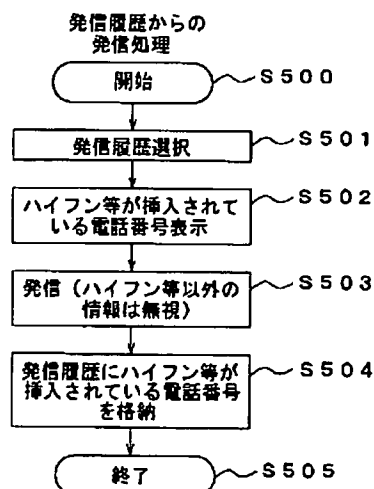 発信履歴からの
発信処理
開始
S500
発信履歴選択
S501
ハイフン等が挿入されて
いる電話番号表示
S502
発信（ハイフン等以外の
情報は無視）
S503
発信履歴にハイフン等が
挿入されている電話番号
を格納
S504
終了
S505